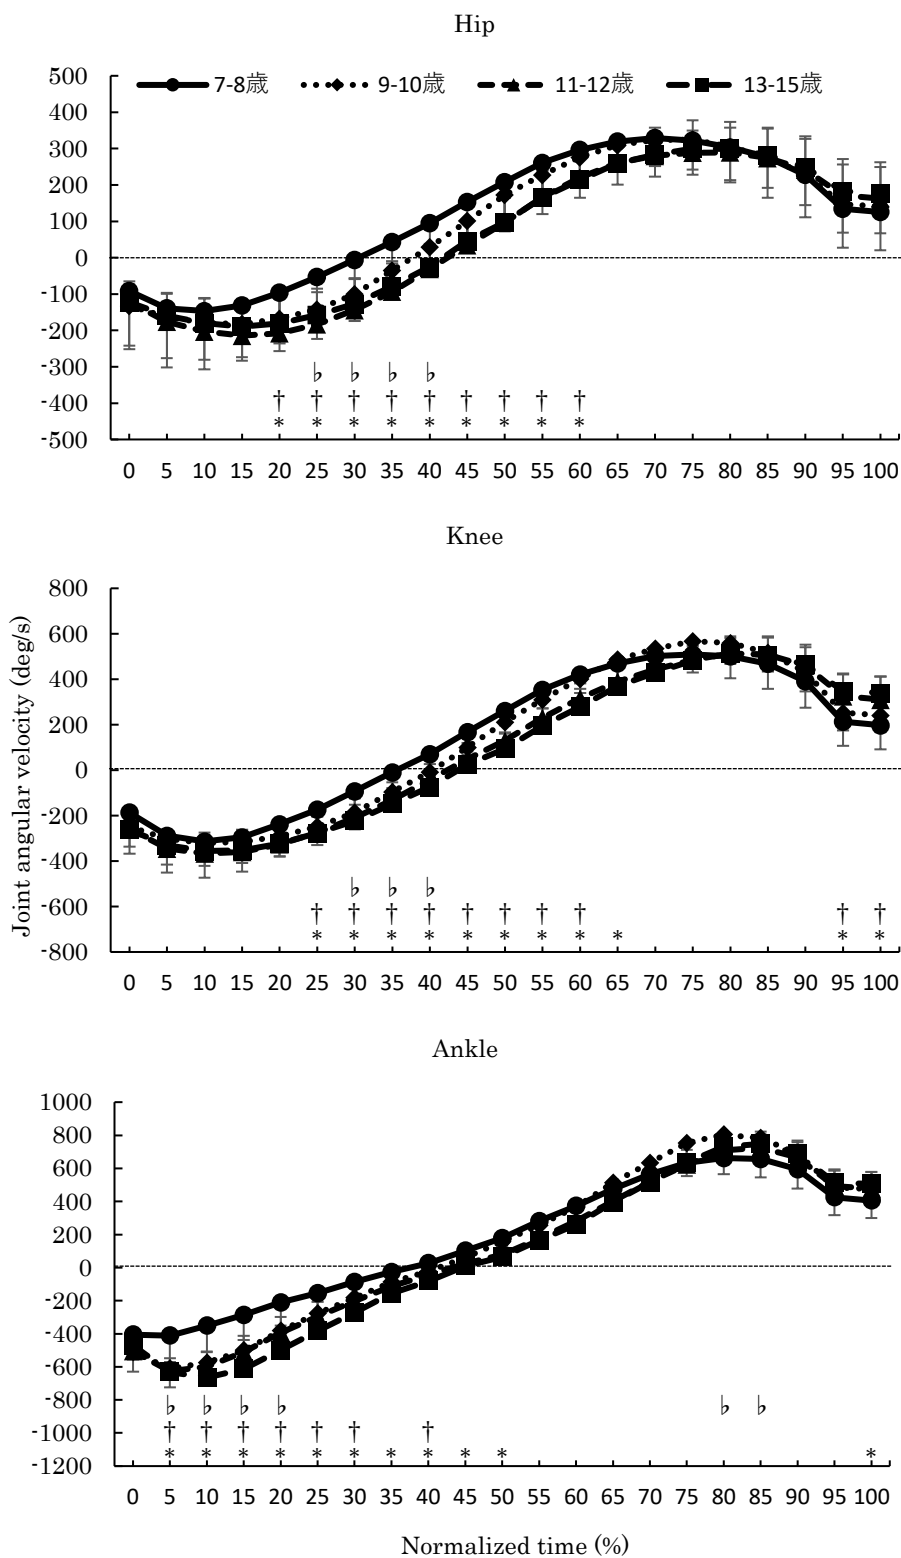 Hip
500
7-8歳 9-10歳 11-12歳 13-15歳
400
300
200
100
0
-100
-200
-300
♭ ♭ ♭ ♭
-400
† † † † † † † † †
* * * * * * * * *
-500
0 5 10 15 20 25 30 35 40 45 50 55 60 65 70 75 80 85 90 95 100
Knee
Joint angular velocity (deg/s)
800
600
400
200
0
-200
-400
♭ ♭ ♭
-600
† † † † † † † † † †
* * * * * * * * * * *
-800
0 5 10 15 20 25 30 35 40 45 50 55 60 65 70 75 80 85 90 95 100
Ankle
1000
800
600
400
200
0
-200
-400
-600
-800
♭ ♭ ♭ ♭ ♭ ♭
-1000
† † † † † † †
* * * * * * * * * * *
-1200
0 5 10 15 20 25 30 35 40 45 50 55 60 65 70 75 80 85 90 95 100
Normalized time (%)